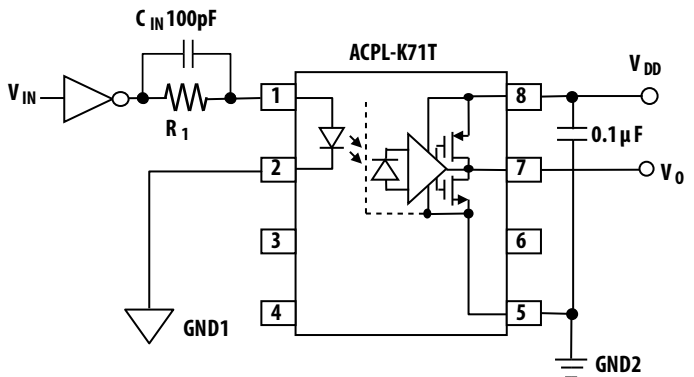 C IN 100pF
ACPL-K71T
V IN
R 1
1
2
3
4
8
7
6
5
V DD
0.1µF
V O
GND1
GND2